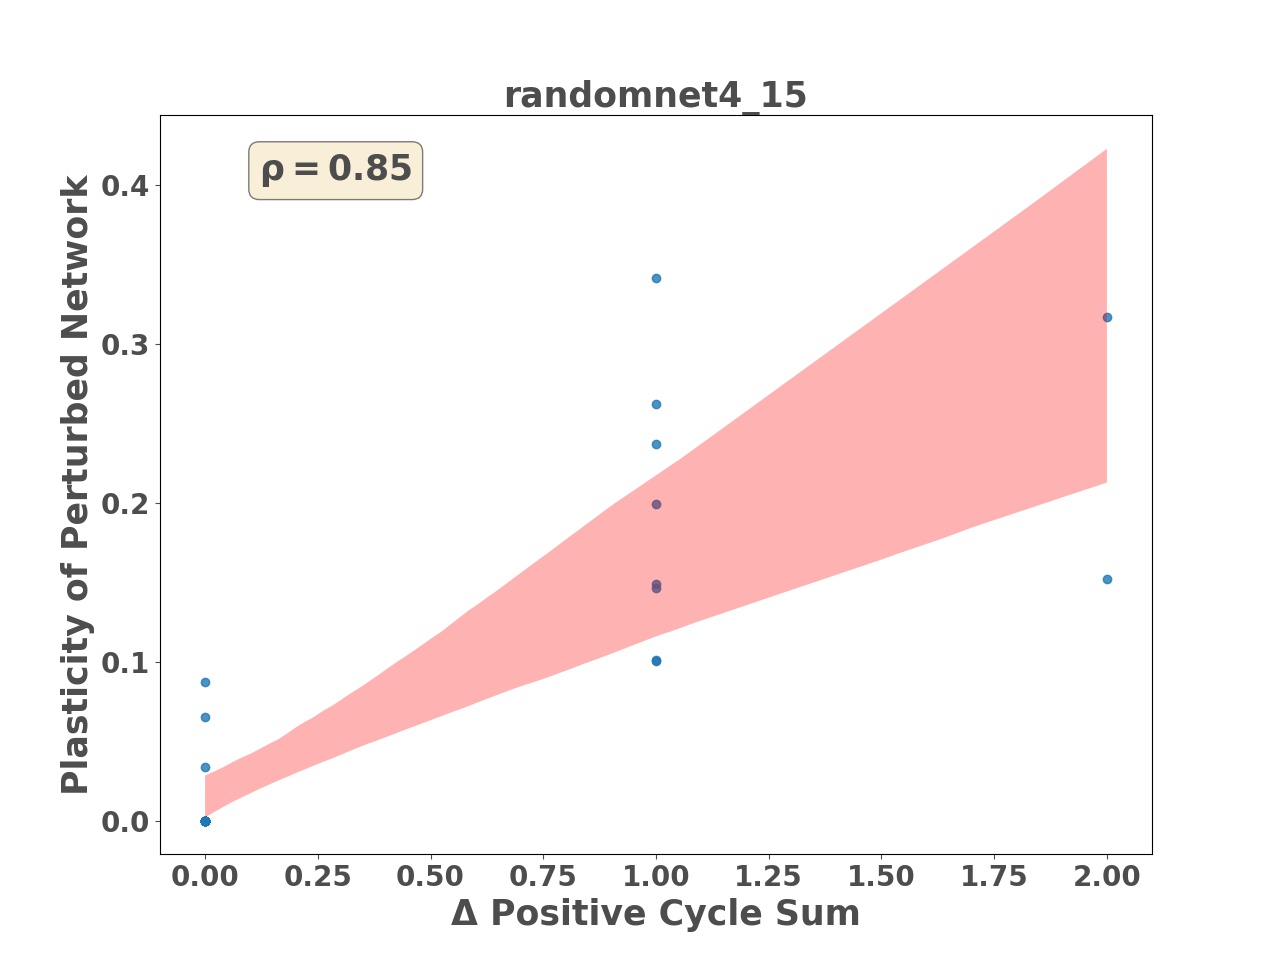 randomnet4_15
ρ = 0.85
Plasticity of Perturbed Network
0.4
0.3
0.2
0.1
0.0
0.00 0.25 0.50 0.75 1.00 1.25 1.50 1.75 2.00
Δ Positive Cycle Sum